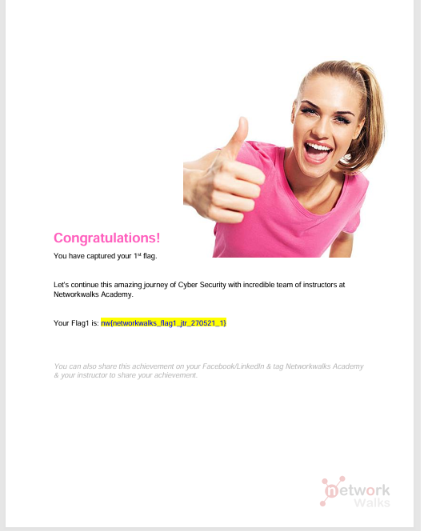 Congratulations!
You have captured your 1st flag.
Let's continue this amazing journey of Cyber Security with incredible team of instructors at
Networkwalks Academy.
Your Flag1 is: nw{networkwalks_flag1_jtr_270521_1}
You can also share this achievement on your Facebook/LinkedIn & tag Networkwalks Academy
& your instructor to share your achievement.
network
Walks